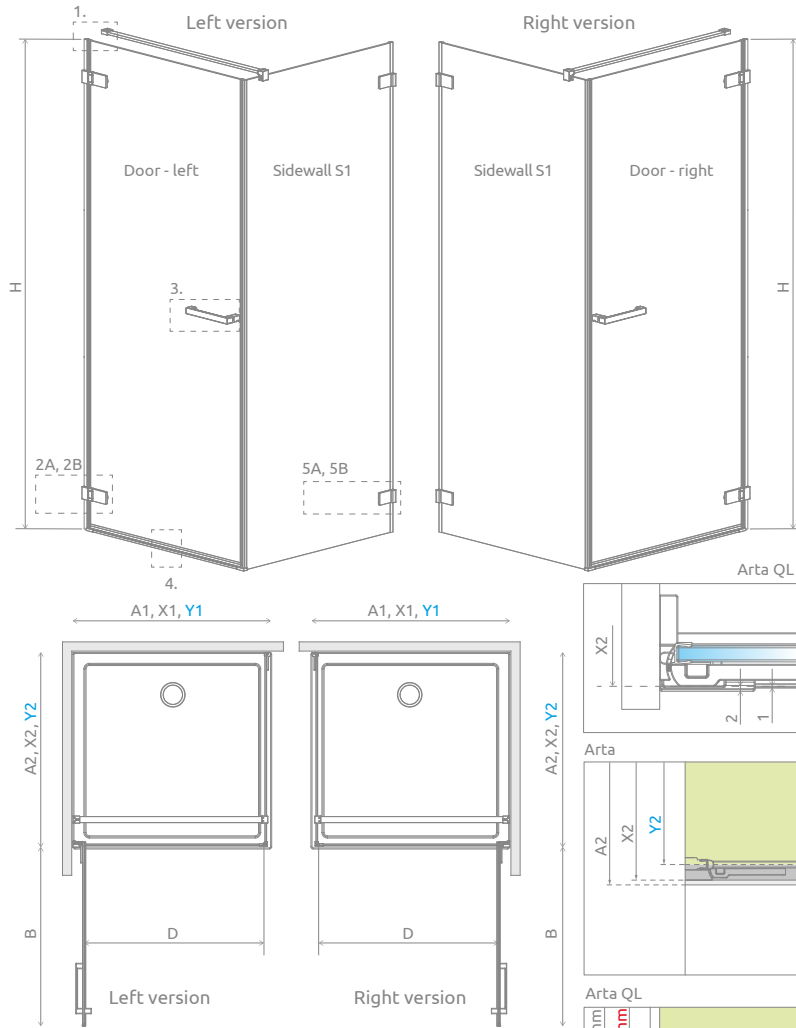 1.
Left version
Right version
Door - left
Sidewall S1
Sidewall S1
Door - right
H
H
3.
2A, 2B
5A, 5B
4.
Arta QL
A1, X1, Y1
A1, X1, Y1
X2
2
1
A2, X2, Y2
A2, X2, Y2
Arta
A2
X2
Y2
B
D
D
B
Left version
Right version
Arta QL